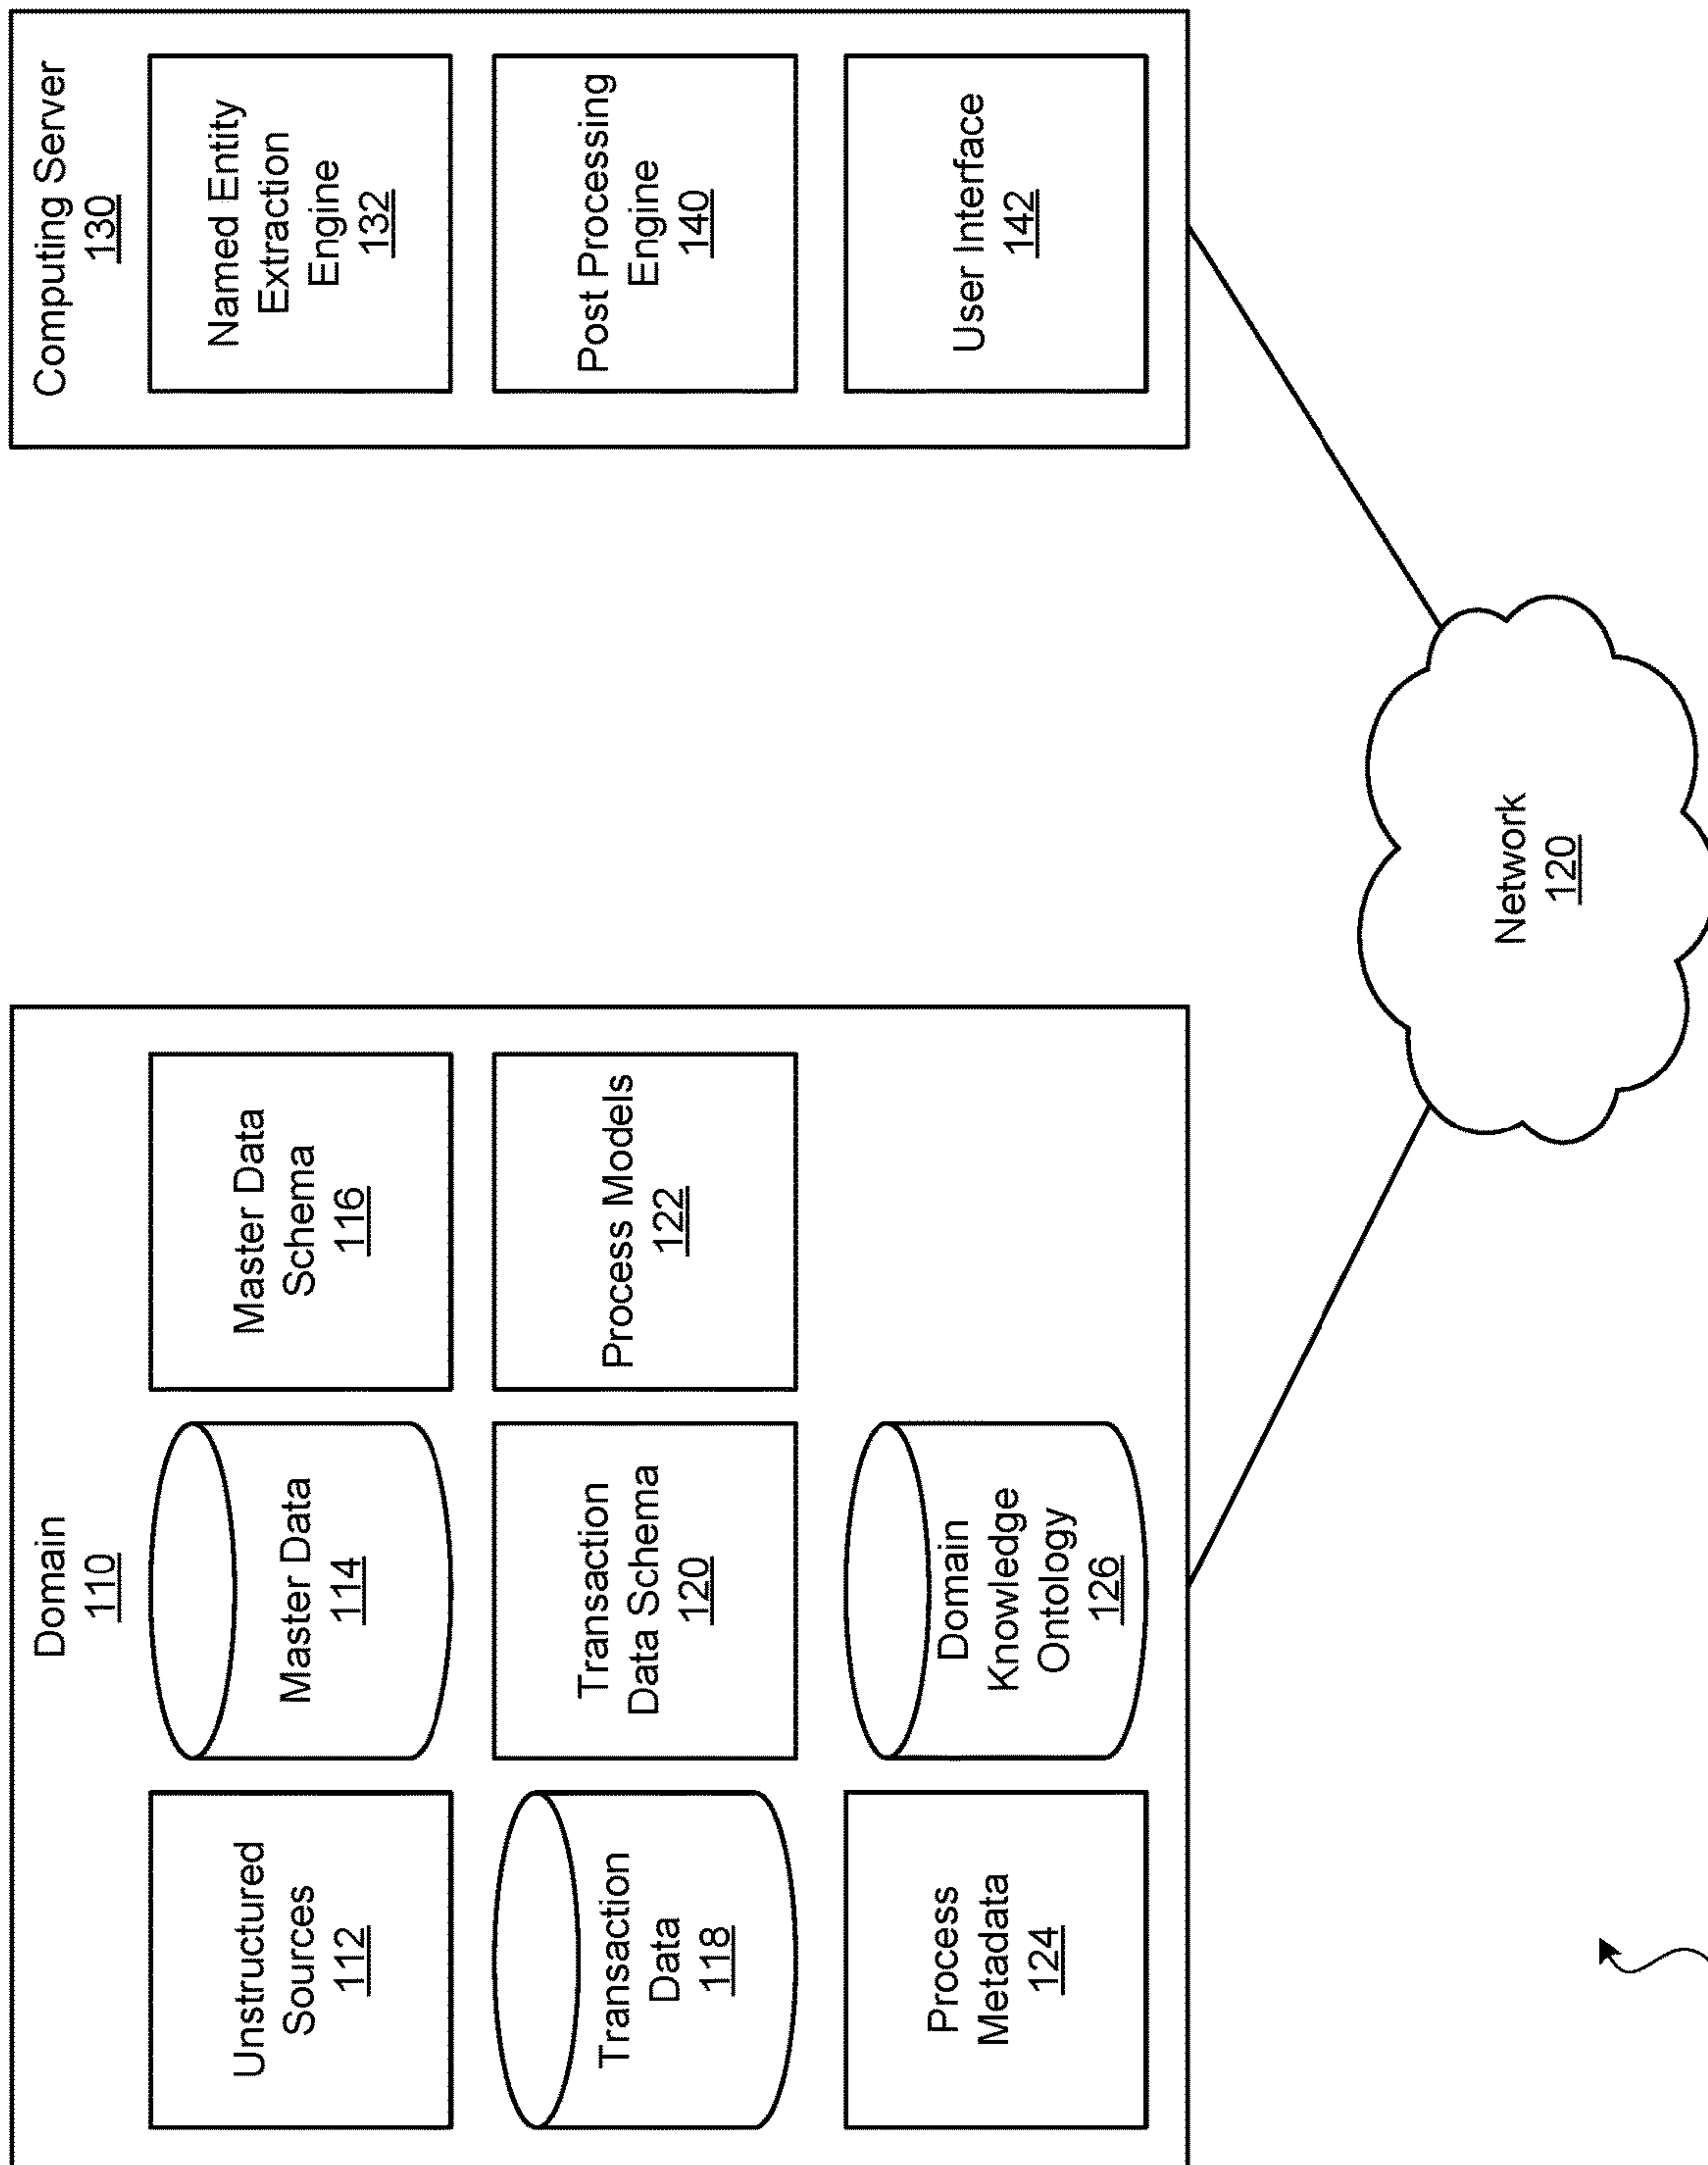 Domain
110
Unstructured
Sources
112
Master Data
114
Master Data
Schema
116
Transaction
Data
118
Transaction
Data Schema
120
Process Models
122
Process
Metadata
124
Domain
Knowledge
Ontology
126
Computing Server
130
Named Entity
Extraction
Engine
132
Post Processing
Engine
140
User Interface
142
Network
120